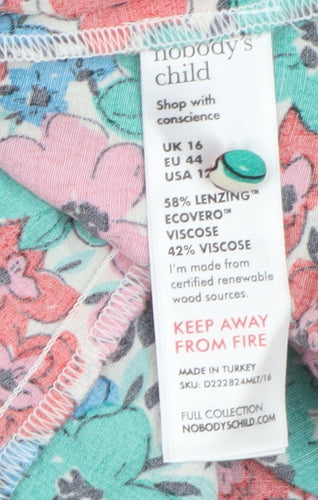 nobody's
child
Shop with
conscience
UK 16
EU 44
USA 12
58% LENZING™
ECOVERO™
VISCOSE
42% VISCOSE
I'm made from
certified renewable
wood sources.
KEEP AWAY
FROM FIRE
MADE IN TURKEY
SKU: D222824MLT/16
FULL COLLECTION
NOBODYSCHILD.COM